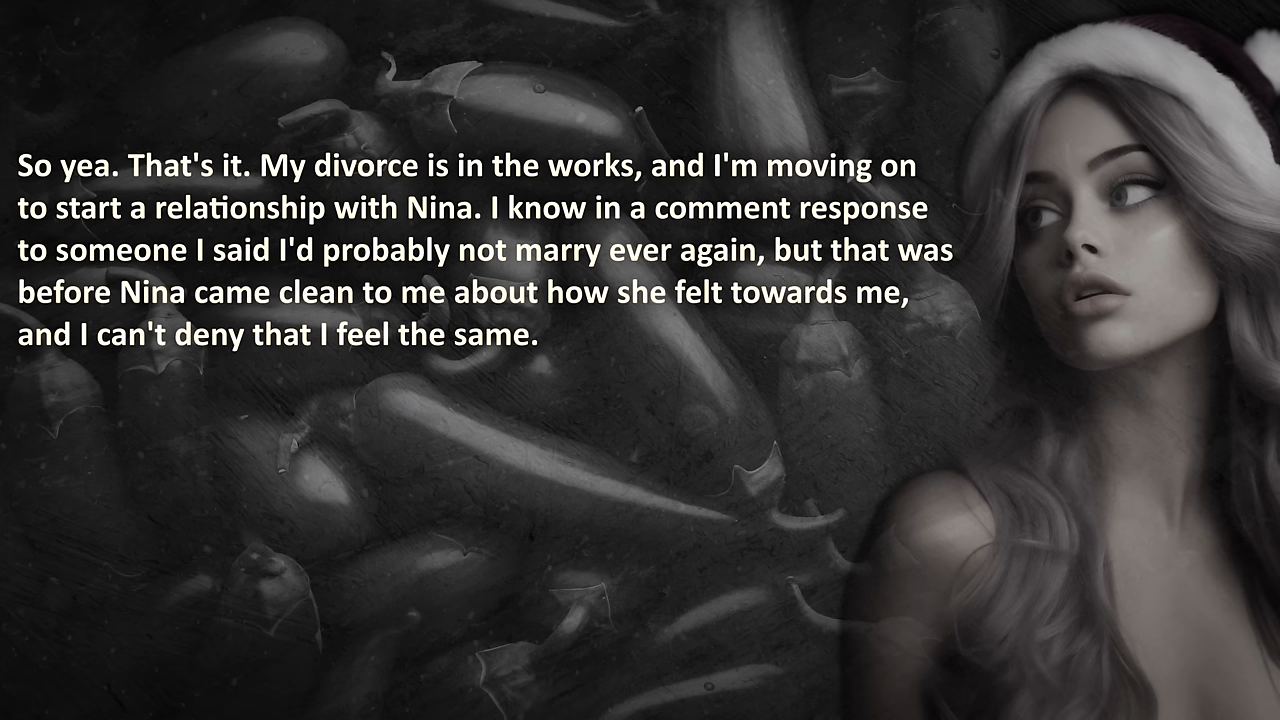 So yea. That's it. My divorce is in the works, and I'm moving on
to start a relationship with Nina. I know in a comment response
to someone I said I'd probably not marry ever again, but that was
before Nina came clean to me about how she felt towards me,
and I can't deny that I feel the same.